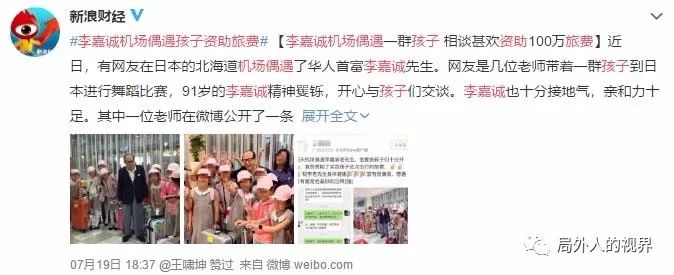 新浪财经
#李嘉诚机场偶遇孩子资助旅费# 【李嘉诚机场偶遇一群孩子 相谈甚欢资助100万旅费】近
日，有网友在日本的北海道机场偶遇了华人首富李嘉诚先生。网友是几位老师带着一群孩子到日
本进行舞蹈比赛，91岁的李嘉诚精神矍铄，开心与孩子们交谈。李嘉诚也十分接地气，亲和力十
足。其中一位老师在微博公开了一条 展开全文
07月19日 18:37 @王啸坤 赞过 来自 微博 weibo.com
局外人的视界